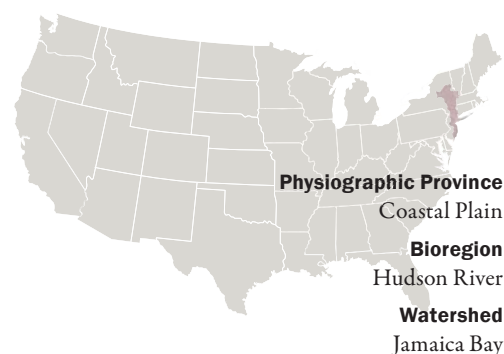 Physiographic Province
Coastal Plain
Bioregion
Hudson River
Watershed
Jamaica Bay